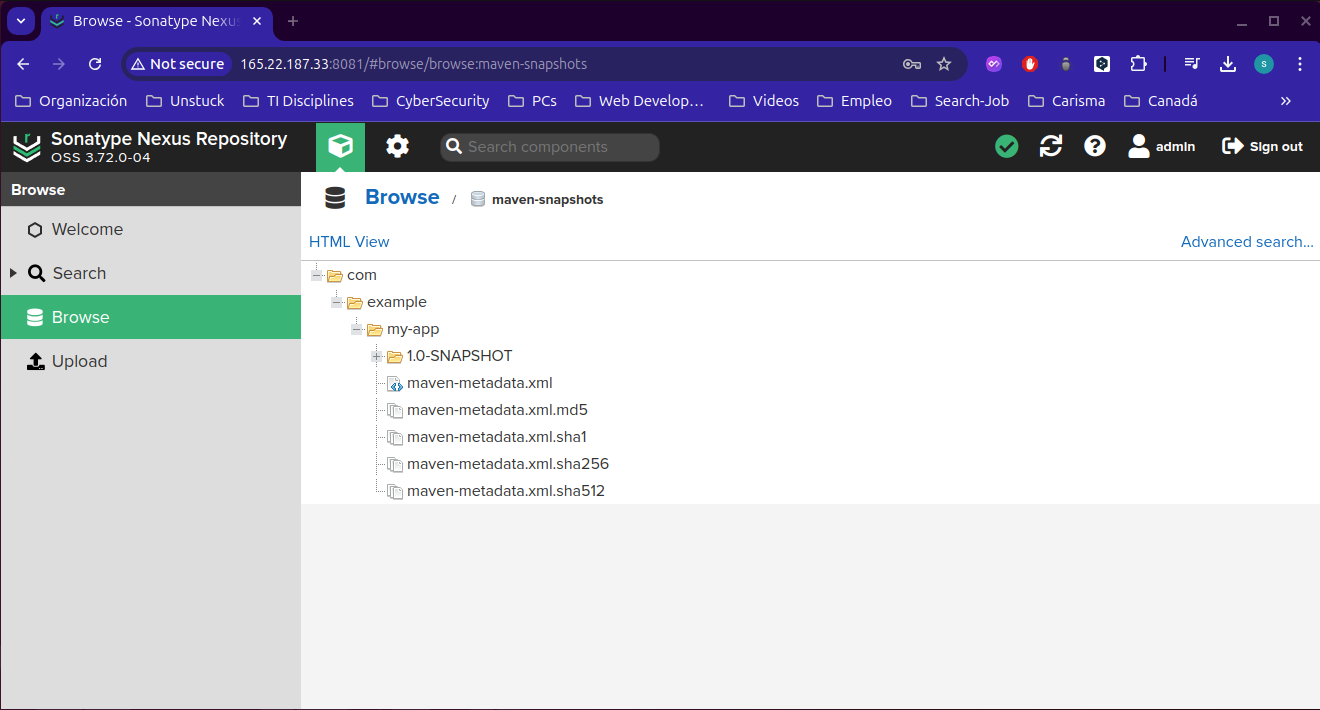 Browse - Sonatype Nexus
Not secure 165.22.187.33:8081/#browse/browse:maven-snapshots
S
Organización Unstuck TI Disciplines CyberSecurity PCs Web Develop... Videos Empleo Search-Job Carisma Canadá »
Sonatype Nexus Repository
OSS 3.72.0-04
Search components
admin
Sign out
Browse
Welcome
Search
Browse
Upload
Browse / maven-snapshots
HTML View
Advanced search...
com
example
my-app
1.0-SNAPSHOT
maven-metadata.xml
maven-metadata.xml.md5
maven-metadata.xml.sha1
maven-metadata.xml.sha256
maven-metadata.xml.sha512